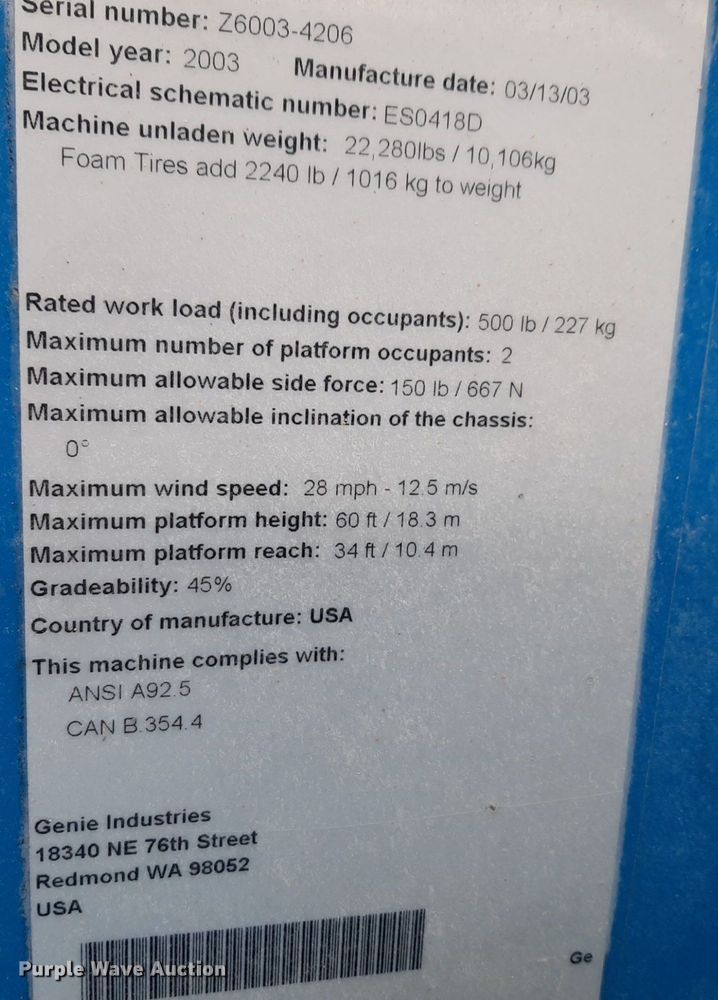 Serial number: Z6003-4206
Model year: 2003 Manufacture date: 03/13/03
Electrical schematic number: ES0418D
Machine unladen weight: 22,280lbs / 10,106kg
Foam Tires add 2240 lb / 1016 kg to weight
Rated work load (including occupants): 500 lb / 227 kg
Maximum number of platform occupants: 2
Maximum allowable side force: 150 lb / 667 N
Maximum allowable inclination of the chassis:
0°
Maximum wind speed: 28 mph - 12.5 m/s
Maximum platform height: 60 ft / 18.3 m
Maximum platform reach: 34 ft / 10.4 m
Gradeability: 45%
Country of manufacture: USA
This machine complies with:
ANSI A92.5
CAN B.354.4
Genie Industries
18340 NE 76th Street
Redmond WA 98052
USA
Ge
Purple Wave Auction